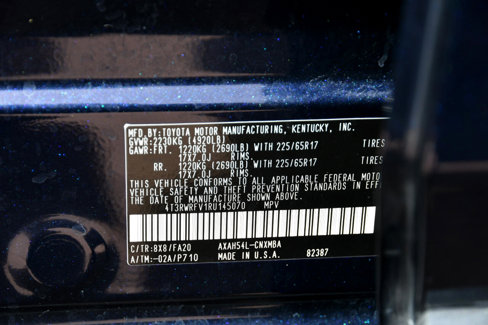 MFD.BY:TOYOTA MOTOR MANUFACTURING, KENTUCKY, INC.
GVWR:2230KG (4920LB)
GAWR:FRT. 1220KG (2690LB) WITH 225/65R17 TIRES
17X7.0J RIMS.
RR. 1220KG (2690LB) WITH 225/65R17 TIRES
17X7.0J RIMS.
THIS VEHICLE CONFORMS TO ALL APPLICABLE FEDERAL MO
VEHICLE SAFETY AND THEFT PREVENTION STANDARDS IN EFF
THE DATE OF MANUFACTURE SHOWN ABOVE.
4T3RWRFV1RU145070 MPV
C/TR:8X8/FA20 AXAH54L-CNXMBA
A/TM:-02A/P710 MADE IN U.S.A. 82387